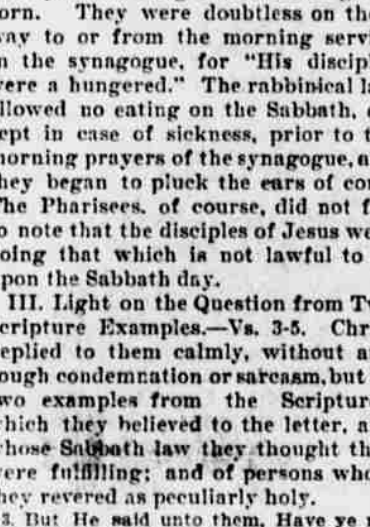 orn. They were doubtless on the
way to or from the morning servi
n the synagogue, for "His discipl
were a hungered." The rabbinical l
llowed no eating on the Sabbath, e
ept in case of sickness, prior to t
norning prayers of the synagogue, a
hey began to pluck the ears of cor
The Pharisees, of course, did not f
o note that the disciples of Jesus we
oing that which is not lawful to
pon the Sabbath day.
III. Light on the Question from Tw
cripture Examples.—Vs. 3-5. Chr
eplied to them calmly, without a
ough condemnation or sarcasm, but
wo examples from the Scriptur
hich they believed to the letter, a
hose Sabbath law they thought th
ere fulfilling; and of persons who
hey revered as peculiarly holy.
3. But He said unto them, Have ye